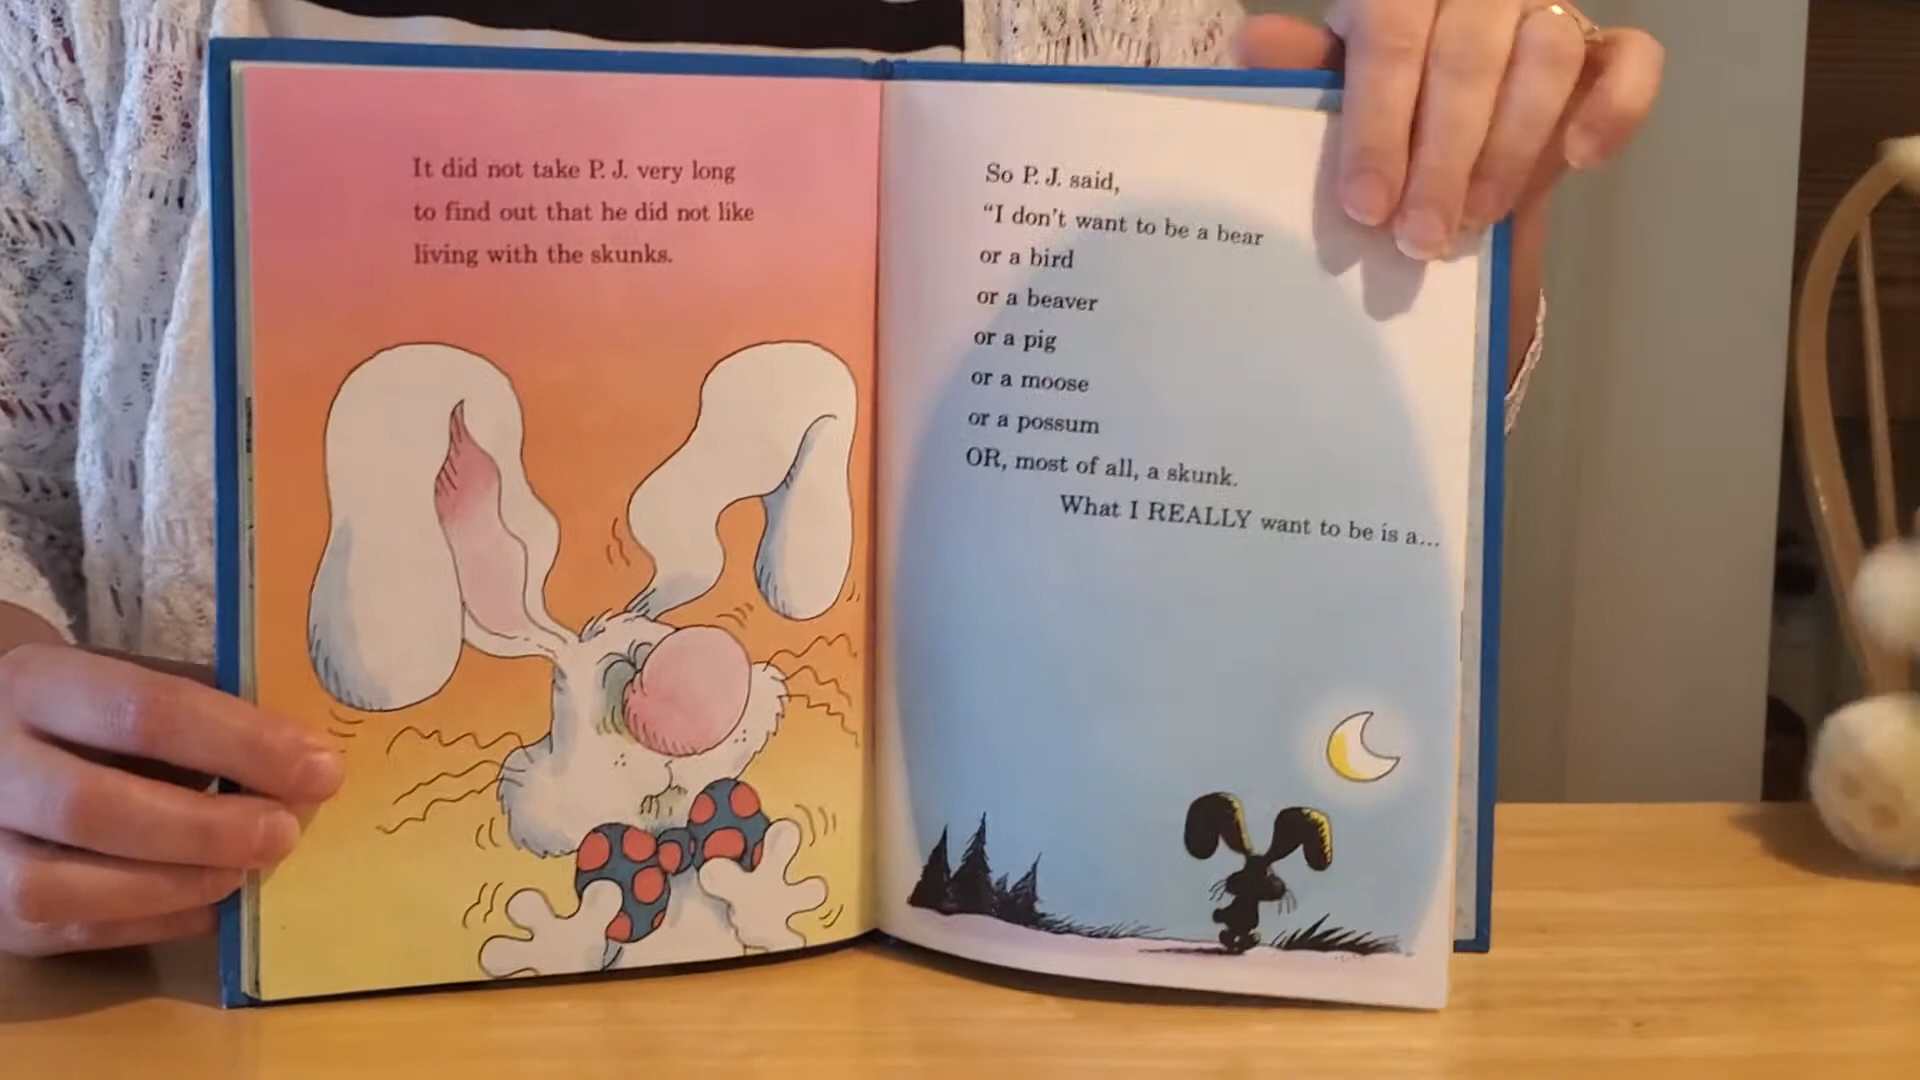 It did not take P. J. very long
to find out that he did not like
living with the skunks.
So P. J. said,
“I don’t want to be a bear
or a bird
or a beaver
or a pig
or a moose
or a possum
OR, most of all, a skunk.
What I REALLY want to be is a...